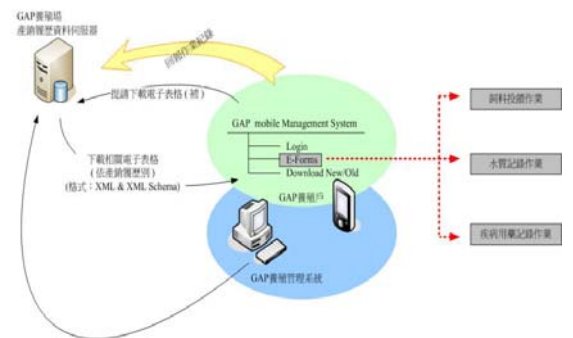 GAP養殖場
產銷履歷資料伺服器
回報作業紀錄
提請下載電子表格 ( 補 )
下載相關電子表格
(依產銷履歷別)
(格式：XML & XML Schema)
GAP mobile Management System
Login
E-Forms
Download New/Old
GAP養殖戶
GAP養殖管理系統
飼料投餵作業
水質記錄作業
疾病用藥記錄作業